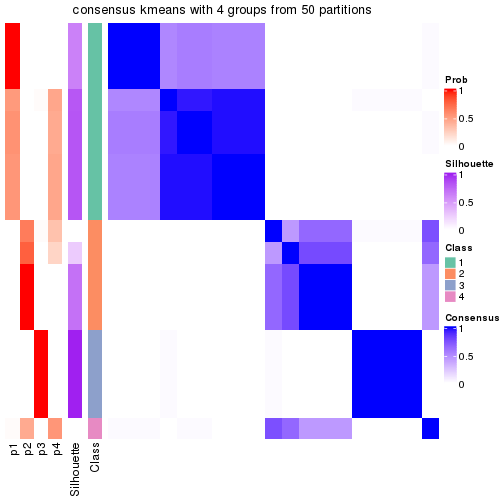 consensus kmeans with 4 groups from 50 partitions
Prob
1
0.5
0
Silhouette
1
0.5
0
Class
1
2
3
4
Consensus
1
0.5
0
p1
p2
p3
p4
Silhouette
Class